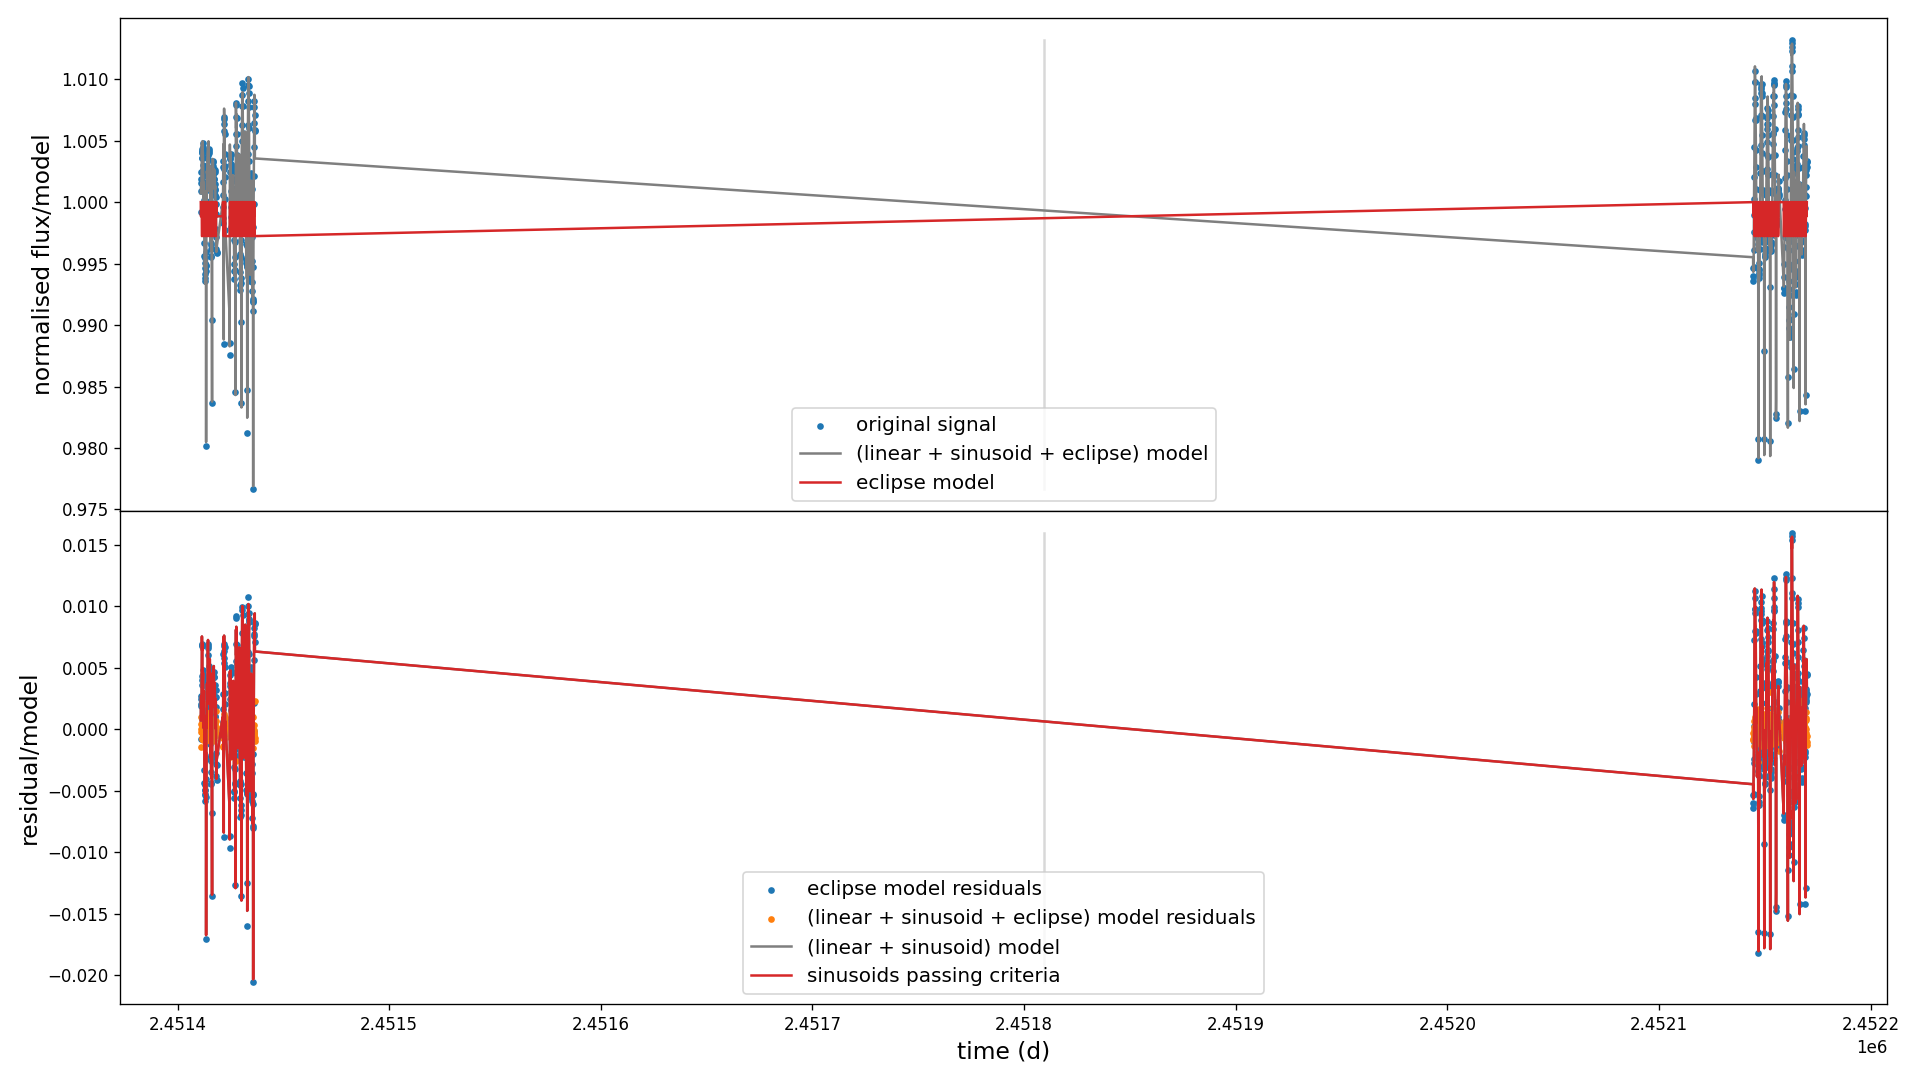 1.010
1.005
1.000
0.995
0.990
0.985
0.980
0.975
normalised flux/model
original signal
(linear + sinusoid + eclipse) model
eclipse model
0.015
0.010
0.005
0.000
−0.005
−0.010
−0.015
−0.020
residual/model
eclipse model residuals
(linear + sinusoid + eclipse) model residuals
(linear + sinusoid) model
sinusoids passing criteria
2.4514 2.4515 2.4516 2.4517 2.4518 2.4519 2.4520 2.4521 2.4522
time (d)
1e6